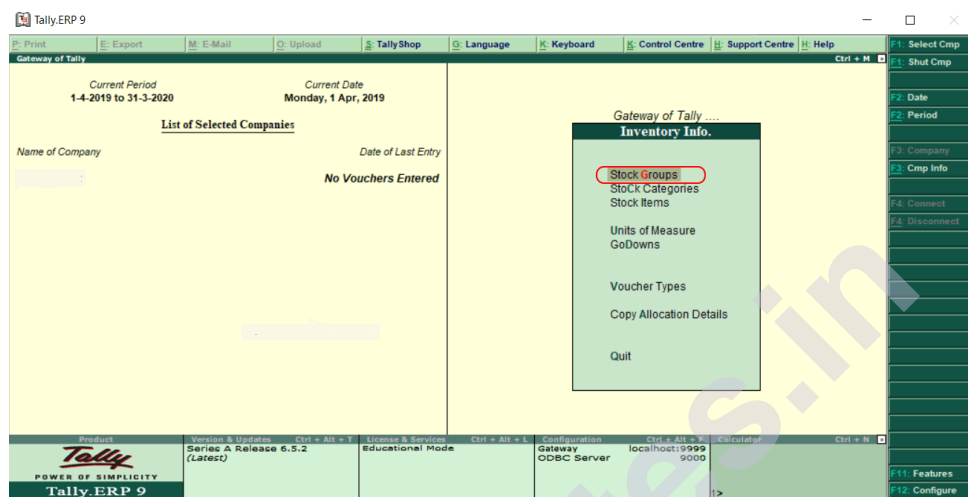 Tally.ERP 9
P: Print E: Export M: E-Mail O: Upload S: TallyShop G: Language K: Keyboard K: Control Centre H: Support Centre H: Help
F1: Select Cmp
F1: Shut Cmp
F2: Date
F2: Period
F3: Company
F3: Cmp Info
F4: Connect
F4: Disconnect
F11: Features
F12: Configure
Gateway of Tally Ctrl + M
Current Period
1-4-2019 to 31-3-2020
Current Date
Monday, 1 Apr, 2019
List of Selected Companies
Name of Company Date of Last Entry
No Vouchers Entered
Gateway of Tally ....
Inventory Info.
Stock Groups
StoCk Categories
Stock Items
Units of Measure
GoDowns
Voucher Types
Copy Allocation Details
Quit
Product
Tally
POWER OF SIMPLICITY
Tally.ERP 9
Version & Updates Ctrl + Alt + T
Series A Release 6.5.2
(Latest)
License & Services Ctrl + Alt + L
Educational Mode
Configuration Ctrl + Alt + F
Gateway localhost:9999
ODBC Server 9000
Calculator Ctrl + N
1>